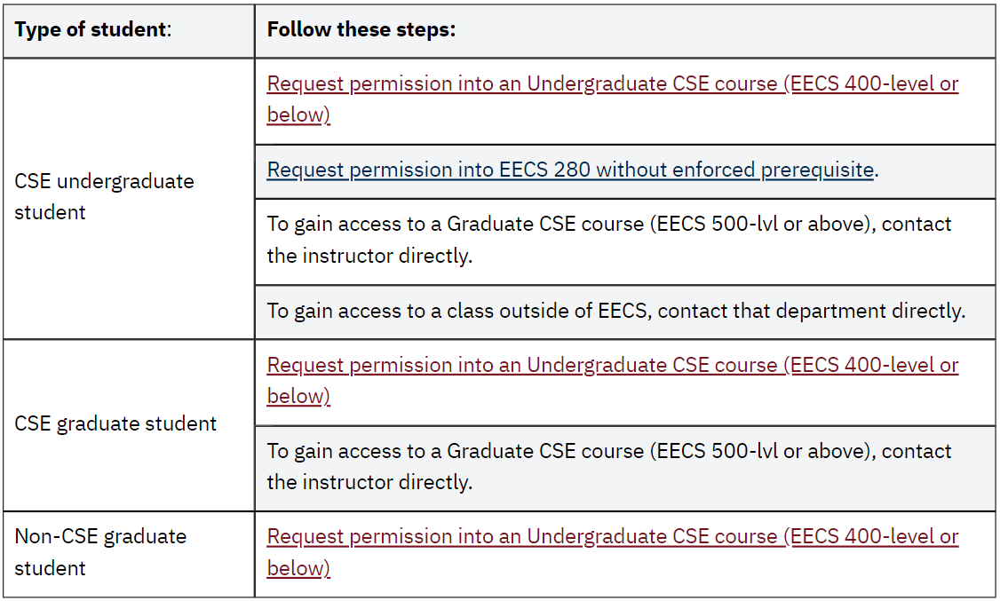 Type of student:
Follow these steps:
CSE undergraduate
student
Request permission into an Undergraduate CSE course (EECS 400-level or
below)
Request permission into EECS 280 without enforced prerequisite.
To gain access to a Graduate CSE course (EECS 500-lvl or above), contact
the instructor directly.
To gain access to a class outside of EECS, contact that department directly.
CSE graduate student
Request permission into an Undergraduate CSE course (EECS 400-level or
below)
To gain access to a Graduate CSE course (EECS 500-lvl or above), contact
the instructor directly.
Non-CSE graduate
student
Request permission into an Undergraduate CSE course (EECS 400-level or
below)